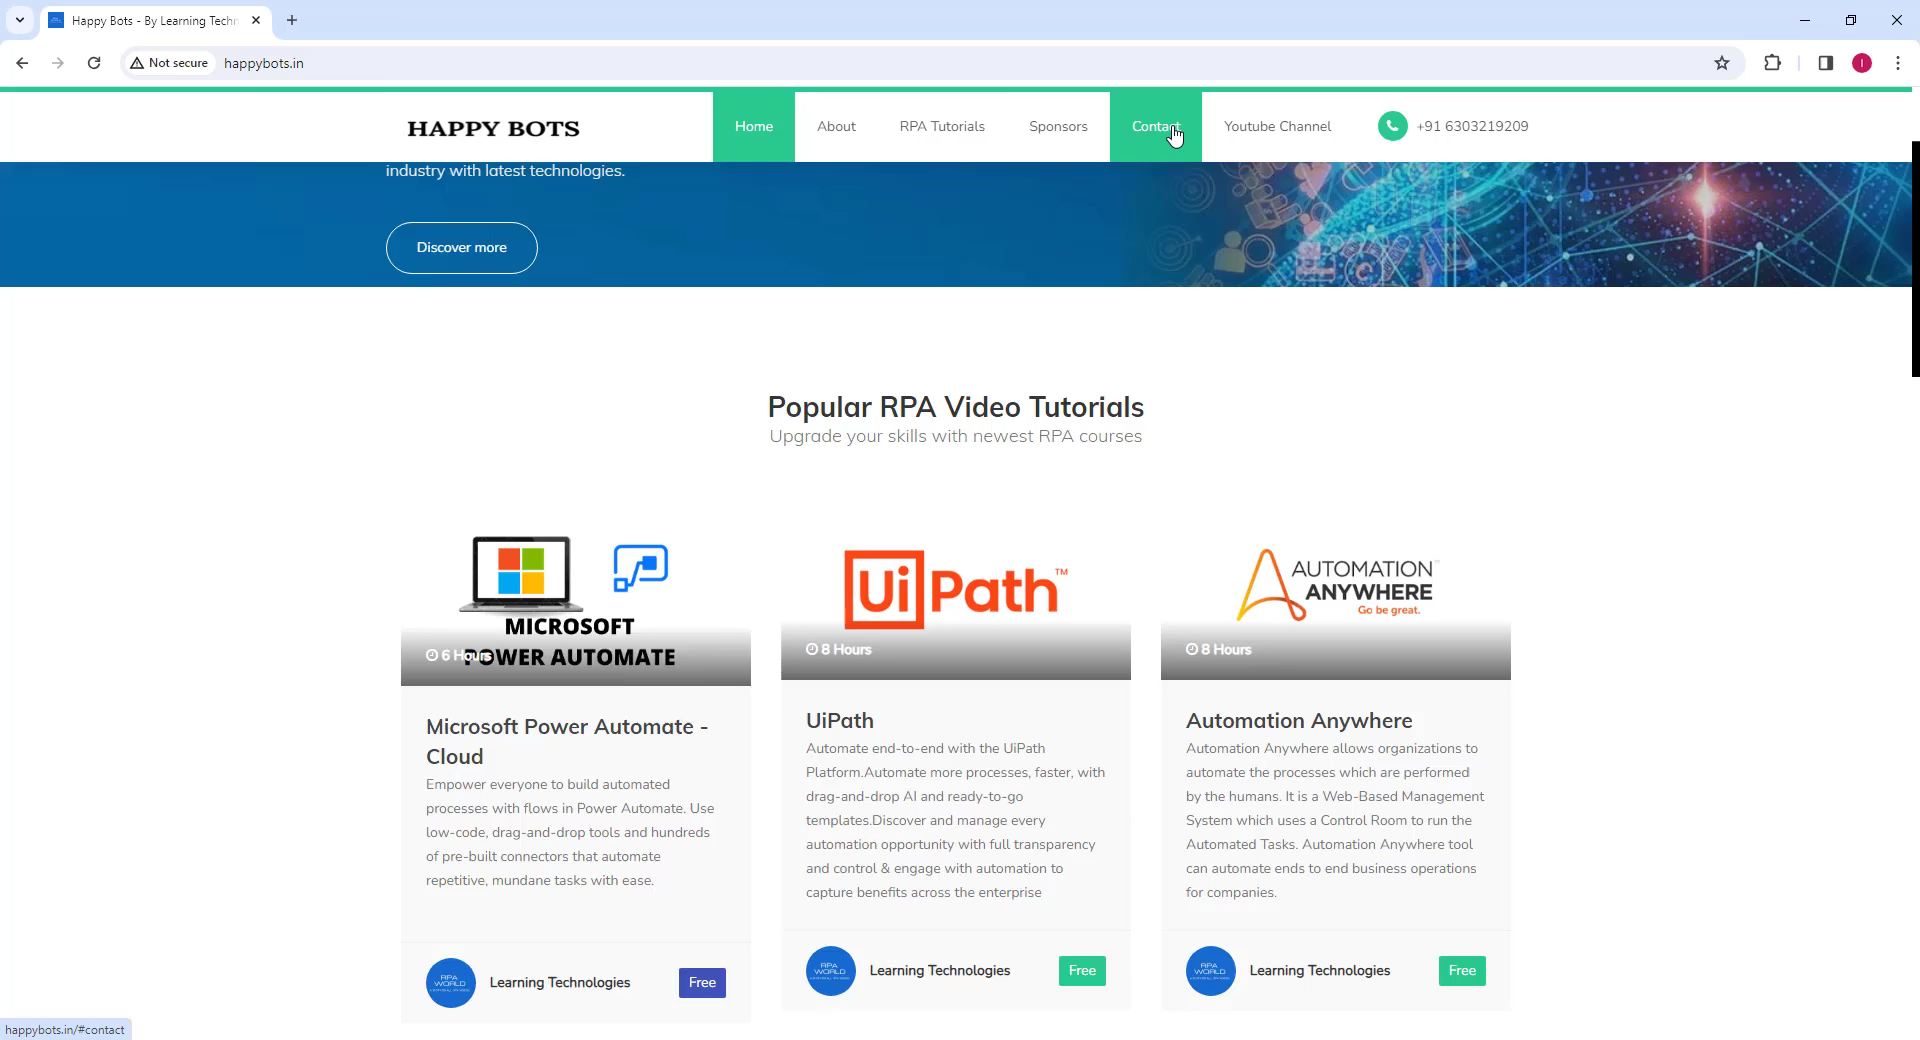 Happy Bots - By Learning Techn
Not secure
happybots.in
HAPPY BOTS
Home
About
RPA Tutorials
Sponsors
Contact
Youtube Channel
+91 6303219209
industry with latest technologies.
Discover more
Popular RPA Video Tutorials
Upgrade your skills with newest RPA courses
MICROSOFT
POWER AUTOMATE
6 Hours
Microsoft Power Automate -
Cloud
Empower everyone to build automated
processes with flows in Power Automate. Use
low-code, drag-and-drop tools and hundreds
of pre-built connectors that automate
repetitive, mundane tasks with ease.
RPA
WORLD
Learning Technologies
Free
UiPath™
8 Hours
UiPath
Automate end-to-end with the UiPath
Platform.Automate more processes, faster, with
drag-and-drop AI and ready-to-go
templates.Discover and manage every
automation opportunity with full transparency
and control & engage with automation to
capture benefits across the enterprise
RPA
WORLD
Learning Technologies
Free
AUTOMATION
ANYWHERE
Go be great.
8 Hours
Automation Anywhere
Automation Anywhere allows organizations to
automate the processes which are performed
by the humans. It is a Web-Based Management
System which uses a Control Room to run the
Automated Tasks. Automation Anywhere tool
can automate ends to end business operations
for companies.
RPA
WORLD
Learning Technologies
Free
happybots.in/#contact